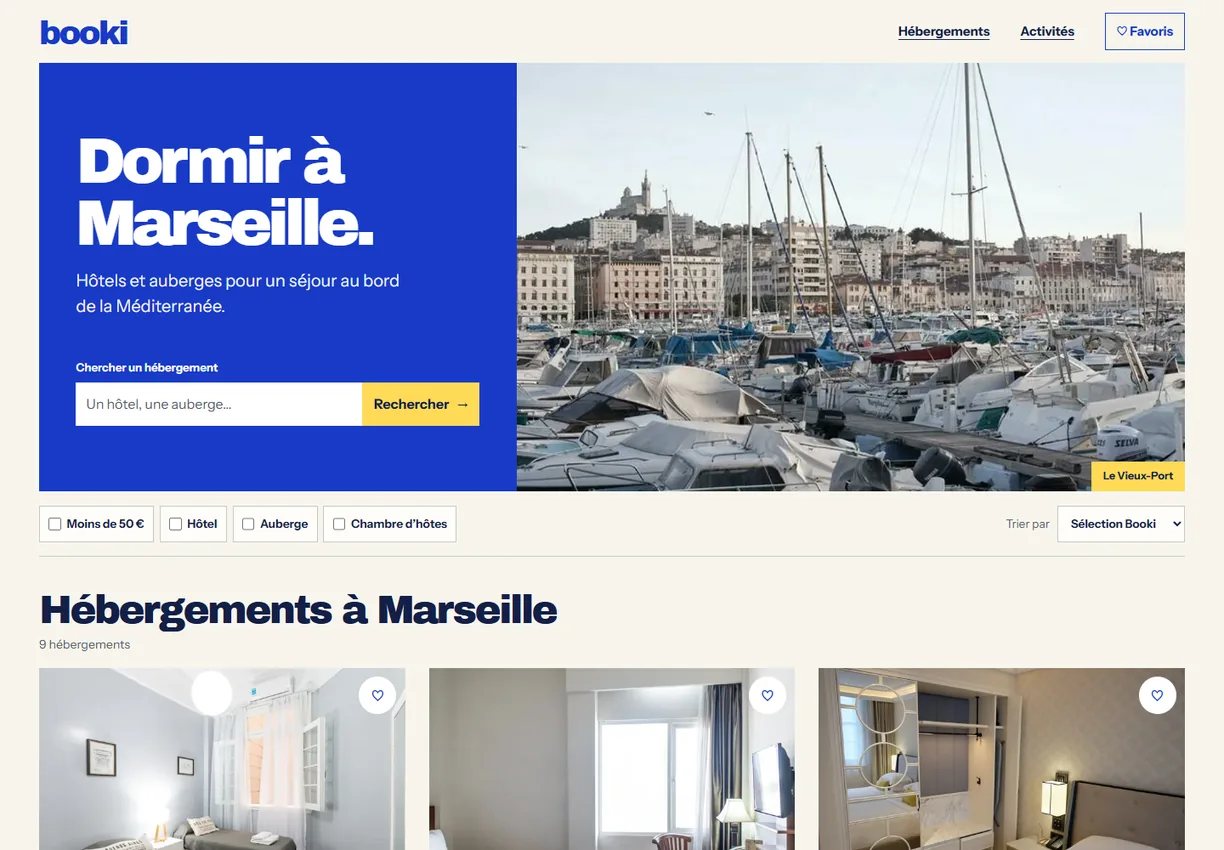 booki
Hébergements
Activités
♡ Favoris
Dormir à
Marseille.
Hôtels et auberges pour un séjour au bord
de la Méditerranée.
Chercher un hébergement
Un hôtel, une auberge...
Rechercher →
SELVA
Le Vieux-Port
Moins de 50 €
Hôtel
Auberge
Chambre d'hôtes
Trier par
Sélection Booki
Hébergements à Marseille
9 hébergements